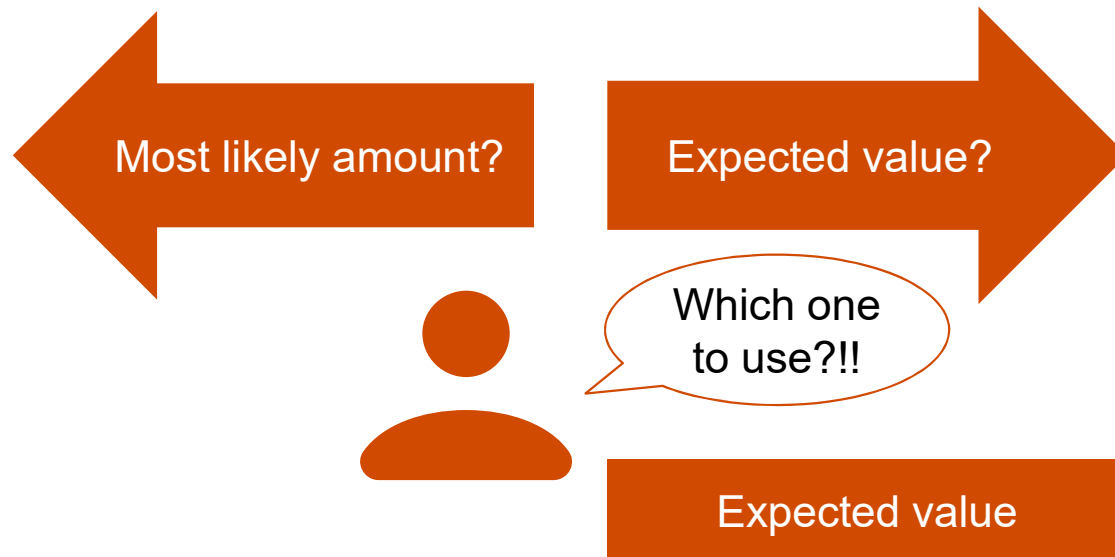 Most likely amount?
Expected value?
Which one
to use?!!
Expected value